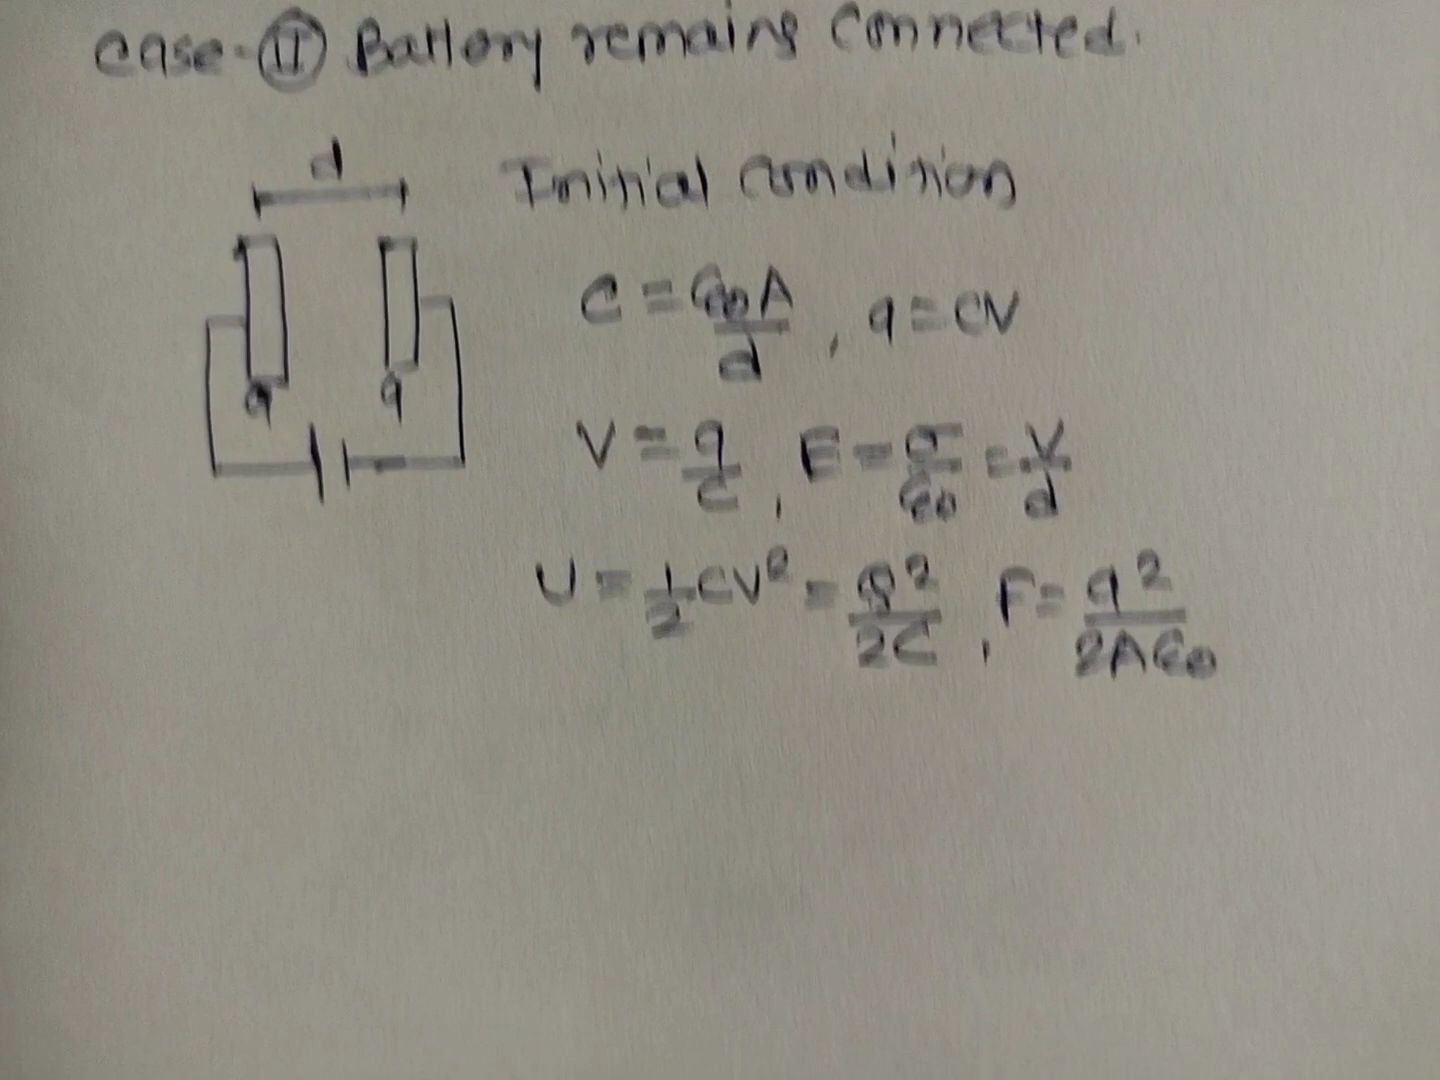 case-II Battery remains connected.
d
Initial condition
C = ε₀A/d , q = CV
q q
V = q/C , E = σ/ε₀ = V/d
U = 1/2 CV² = Q²/2C , F = q²/2Aε₀